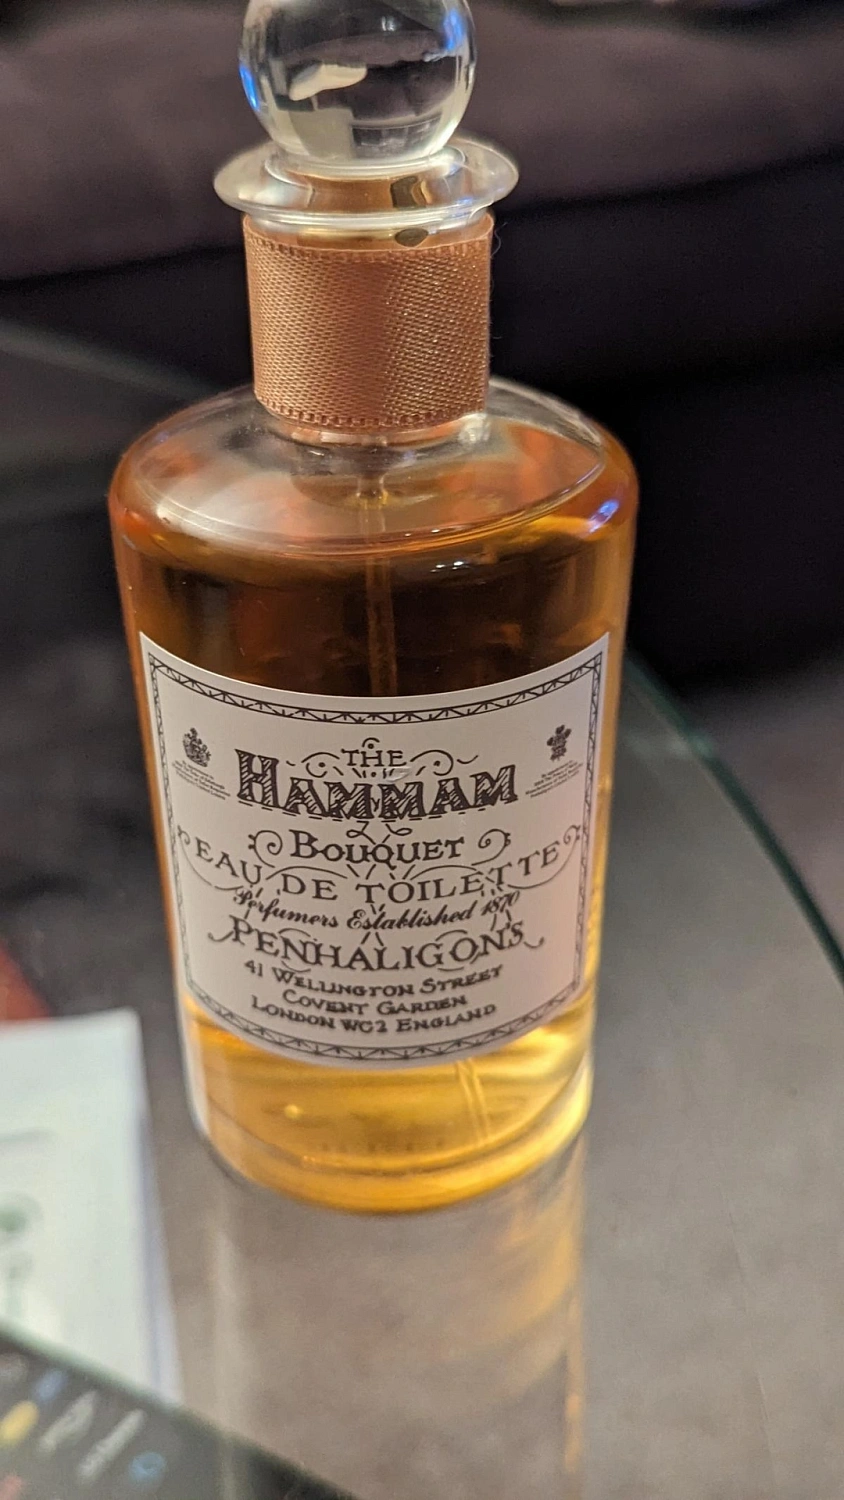 THE
HAMMAM
BOUQUET
EAU DE TOILETTE
Perfumers Established 1870
PENHALIGON'S
41 WELLINGTON STREET
COVENT GARDEN
LONDON WC2 ENGLAND